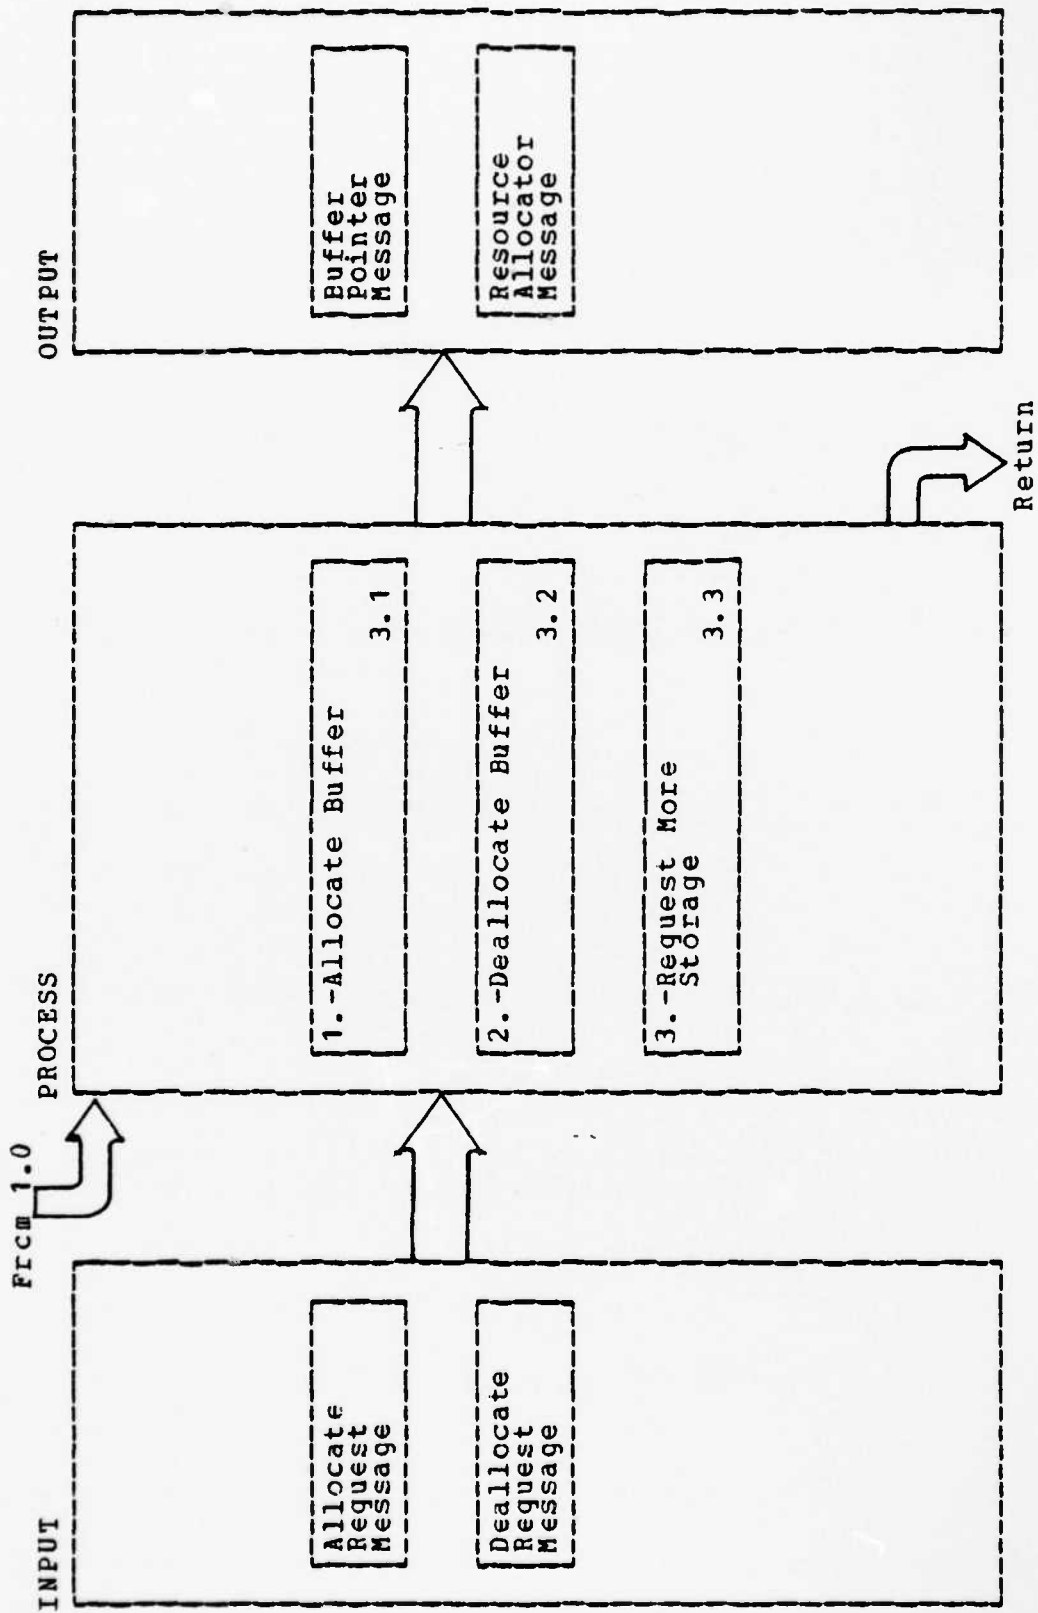 From 1.0
INPUT
Allocate
Request
Message
Deallocate
Request
Message
PROCESS
1.-Allocate Buffer
3.1
2.-Deallocate Buffer
3.2
3.-Request More
Storage
3.3
Return
OUTPUT
Buffer
Pointer
Message
Resource
Allocator
Message